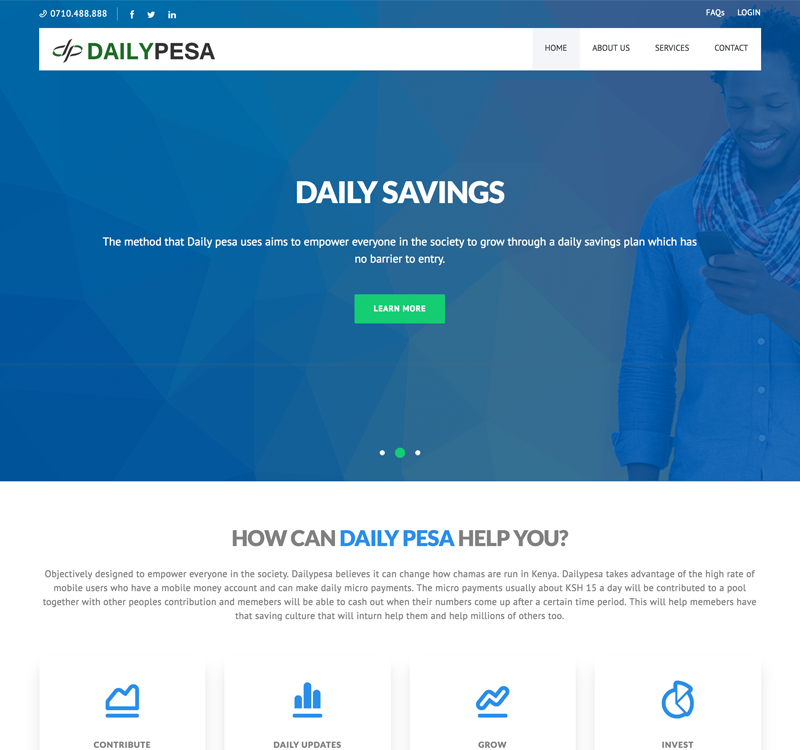 0710.488.888
FAQs LOGIN
DAILYPESA
HOME ABOUT US SERVICES CONTACT
DAILY SAVINGS
The method that Daily pesa uses aims to empower everyone in the society to grow through a daily savings plan which has
no barrier to entry.
LEARN MORE
HOW CAN DAILY PESA HELP YOU?
Objectively designed to empower everyone in the society. Dailypesa believes it can change how chamas are run in Kenya. Dailypesa takes advantage of the high rate of
mobile users who have a mobile money account and can make daily micro payments. The micro payments usually about KSH 15 a day will be contributed to a pool
together with other peoples contribution and memebers will be able to cash out when their numbers come up after a certain time period. This will help memebers have
that saving culture that will inturn help them and help millions of others too.
CONTRIBUTE DAILY UPDATES GROW INVEST